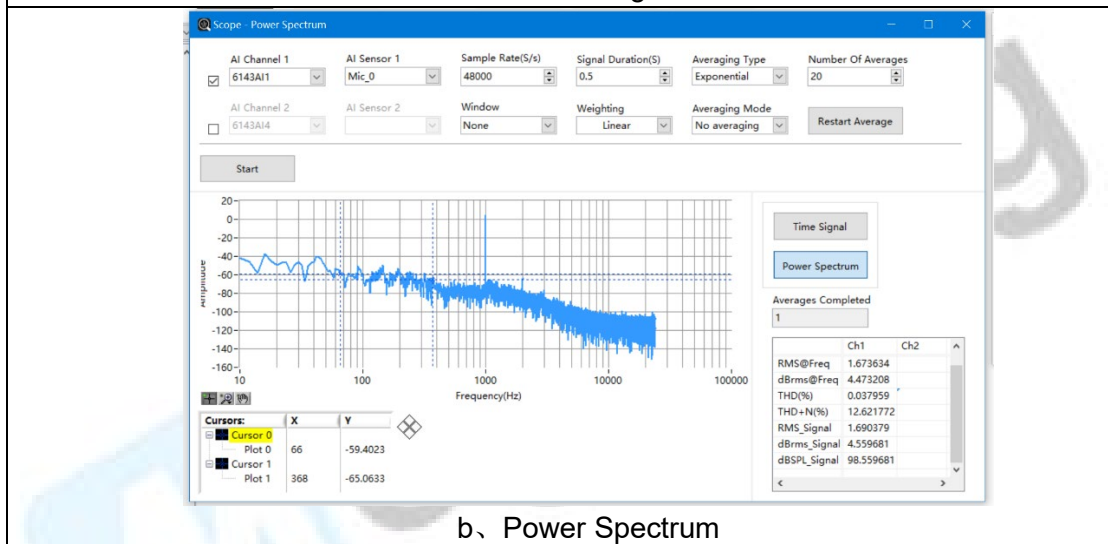 Scope - Power Spectrum
AI Channel 1 AI Sensor 1 Sample Rate(S/s) Signal Duration(S) Averaging Type Number Of Averages
6143AI1 Mic_0 48000 0.5 Exponential 20
AI Channel 2 AI Sensor 2 Window Weighting Averaging Mode
6143AI4 None Linear No averaging Restart Average
Start
20
0
-20
-40
-60
-80
-100
-120
-140
-160
Amplitude
10 100 1000 10000 100000
Frequency(Hz)
Time Signal
Power Spectrum
Averages Completed
1
Ch1 Ch2
RMS@Freq 1.673634
dBrms@Freq 4.473208
THD(%) 0.037959
THD+N(%) 12.621772
RMS_Signal 1.690379
dBrms_Signal 4.559681
dBSPL_Signal 98.559681
Cursors: X Y
Cursor 0
Plot 0 66 -59.4023
Cursor 1
Plot 1 368 -65.0633
b、Power Spectrum